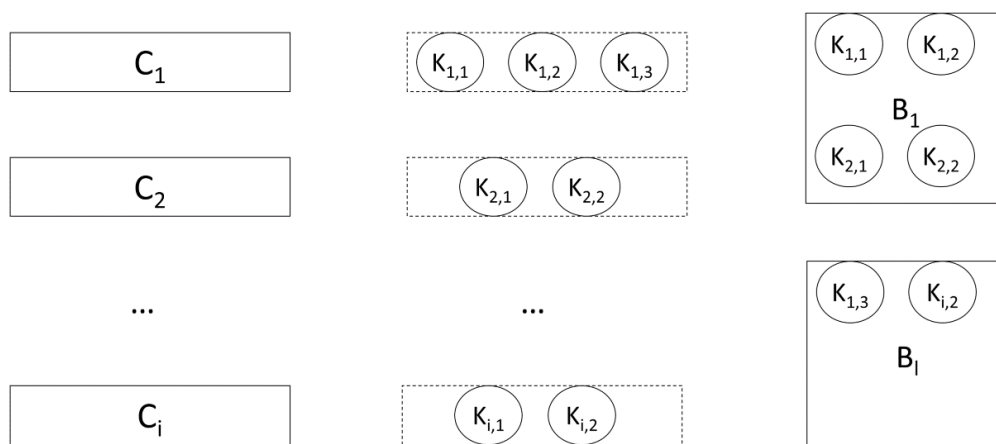 C1
K1,1 K1,2 K1,3
K1,1 K1,2
B1
K2,1 K2,2
C2
K2,1 K2,2
...
...
K1,3 Ki,2
Bl
Ci
Ki,1 Ki,2